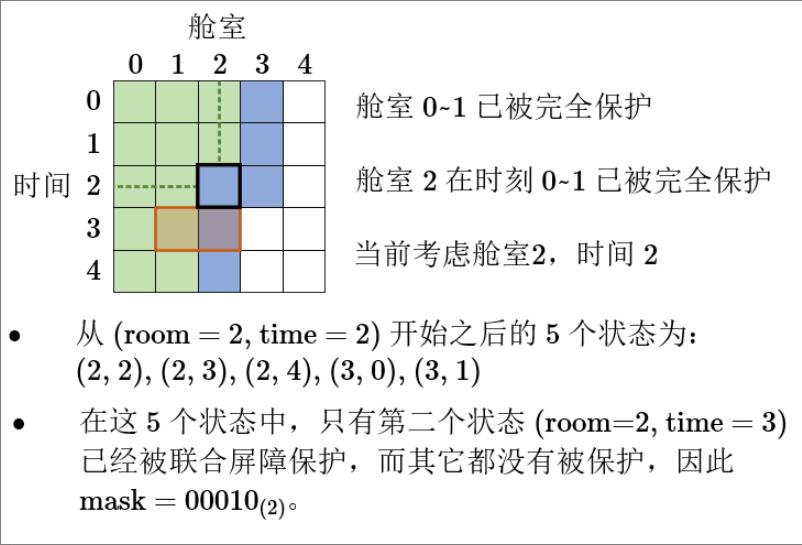 舱室
0 1 2 3 4
0
舱室 0~1 已被完全保护
1
舱室 2 在时刻 0~1 已被完全保护
时间 2
3
当前考虑舱室2，时间 2
4
• 从 (room = 2, time = 2) 开始之后的 5 个状态为：
(2, 2), (2, 3), (2, 4), (3, 0), (3, 1)
• 在这 5 个状态中，只有第二个状态 (room=2, time = 3)
已经被联合屏障保护，而其它都没有被保护，因此
mask = 00010₍₂₎。